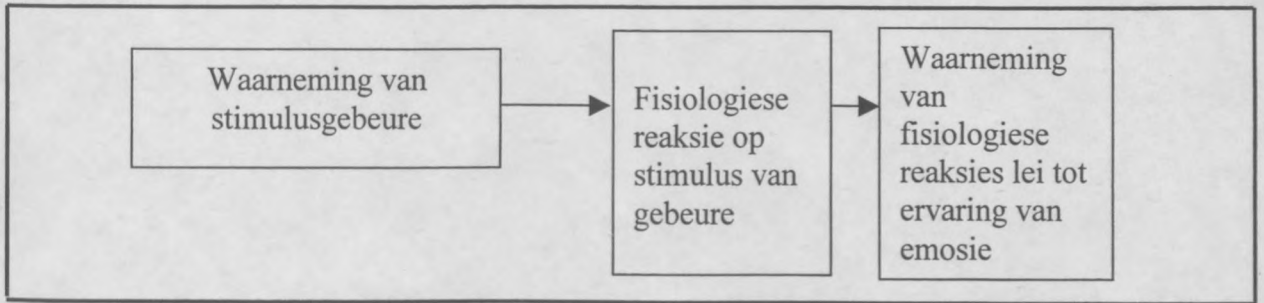 Waarneming van
stimulusgebeure
Fisiologiese
reaksie op
stimulus van
gebeure
Waarneming
van
fisiologiese
reaksies lei tot
ervaring van
emosie